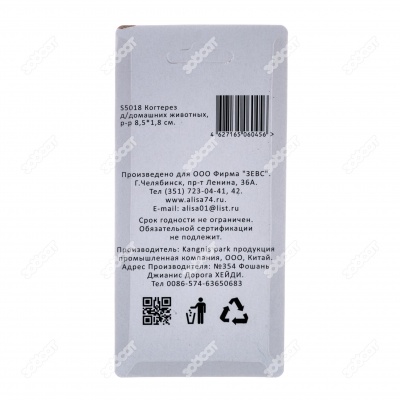 S5018 Когтерез
д/домашних животных,
р-р 8,5*1,8 см.
4 627163 060456 >
Произведено для ООО Фирма "ЗЕВС".
Г.Челябинск, пр-т Ленина, 36А.
Тел (351) 723-04-41, 42.
www.alisa74.ru,
E-mail: alisa01@list.ru
Срок годности не ограничен.
Обязательной сертификации
не подлежит.
Производитель: Kangnis park продукция
промышленная компания, ООО, Китай.
Адрес Производителя: №354 Фошань
Джианис Дорога ХЕЙДИ.
Тел 0086-574-63650683